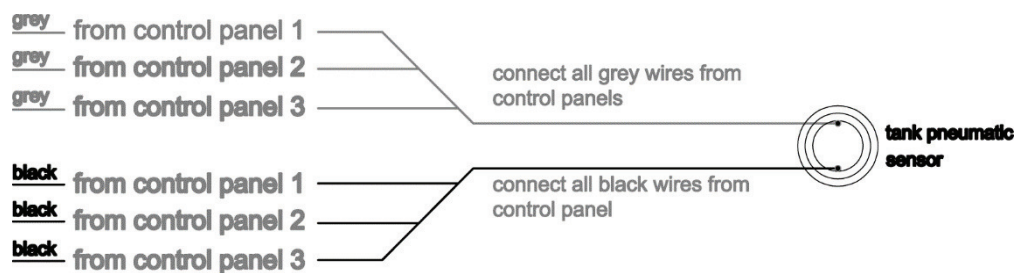 grey from control panel 1
grey from control panel 2
grey from control panel 3
connect all grey wires from
control panels
tank pneumatic
sensor
black from control panel 1
black from control panel 2
black from control panel 3
connect all black wires from
control panel